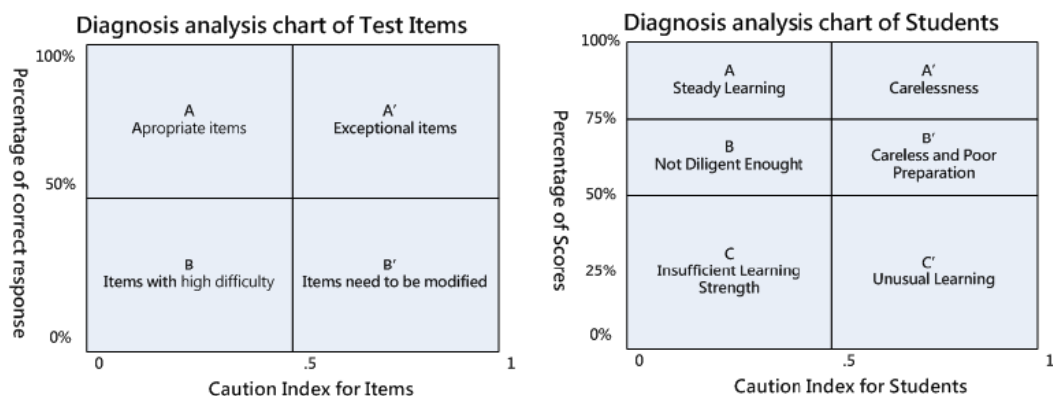 Diagnosis analysis chart of Test Items
Percentage of correct response
100%
50%
0%
A
Apropriate items
A′
Exceptional items
B
Items with high difficulty
B′
Items need to be modified
0
.5
1
Caution Index for Items
Diagnosis analysis chart of Students
Percentage of Scores
100%
75%
50%
25%
0%
A
Steady Learning
A′
Carelessness
B
Not Diligent Enought
B′
Careless and Poor
Preparation
C
Insufficient Learning
Strength
C′
Unusual Learning
0
.5
1
Caution Index for Students